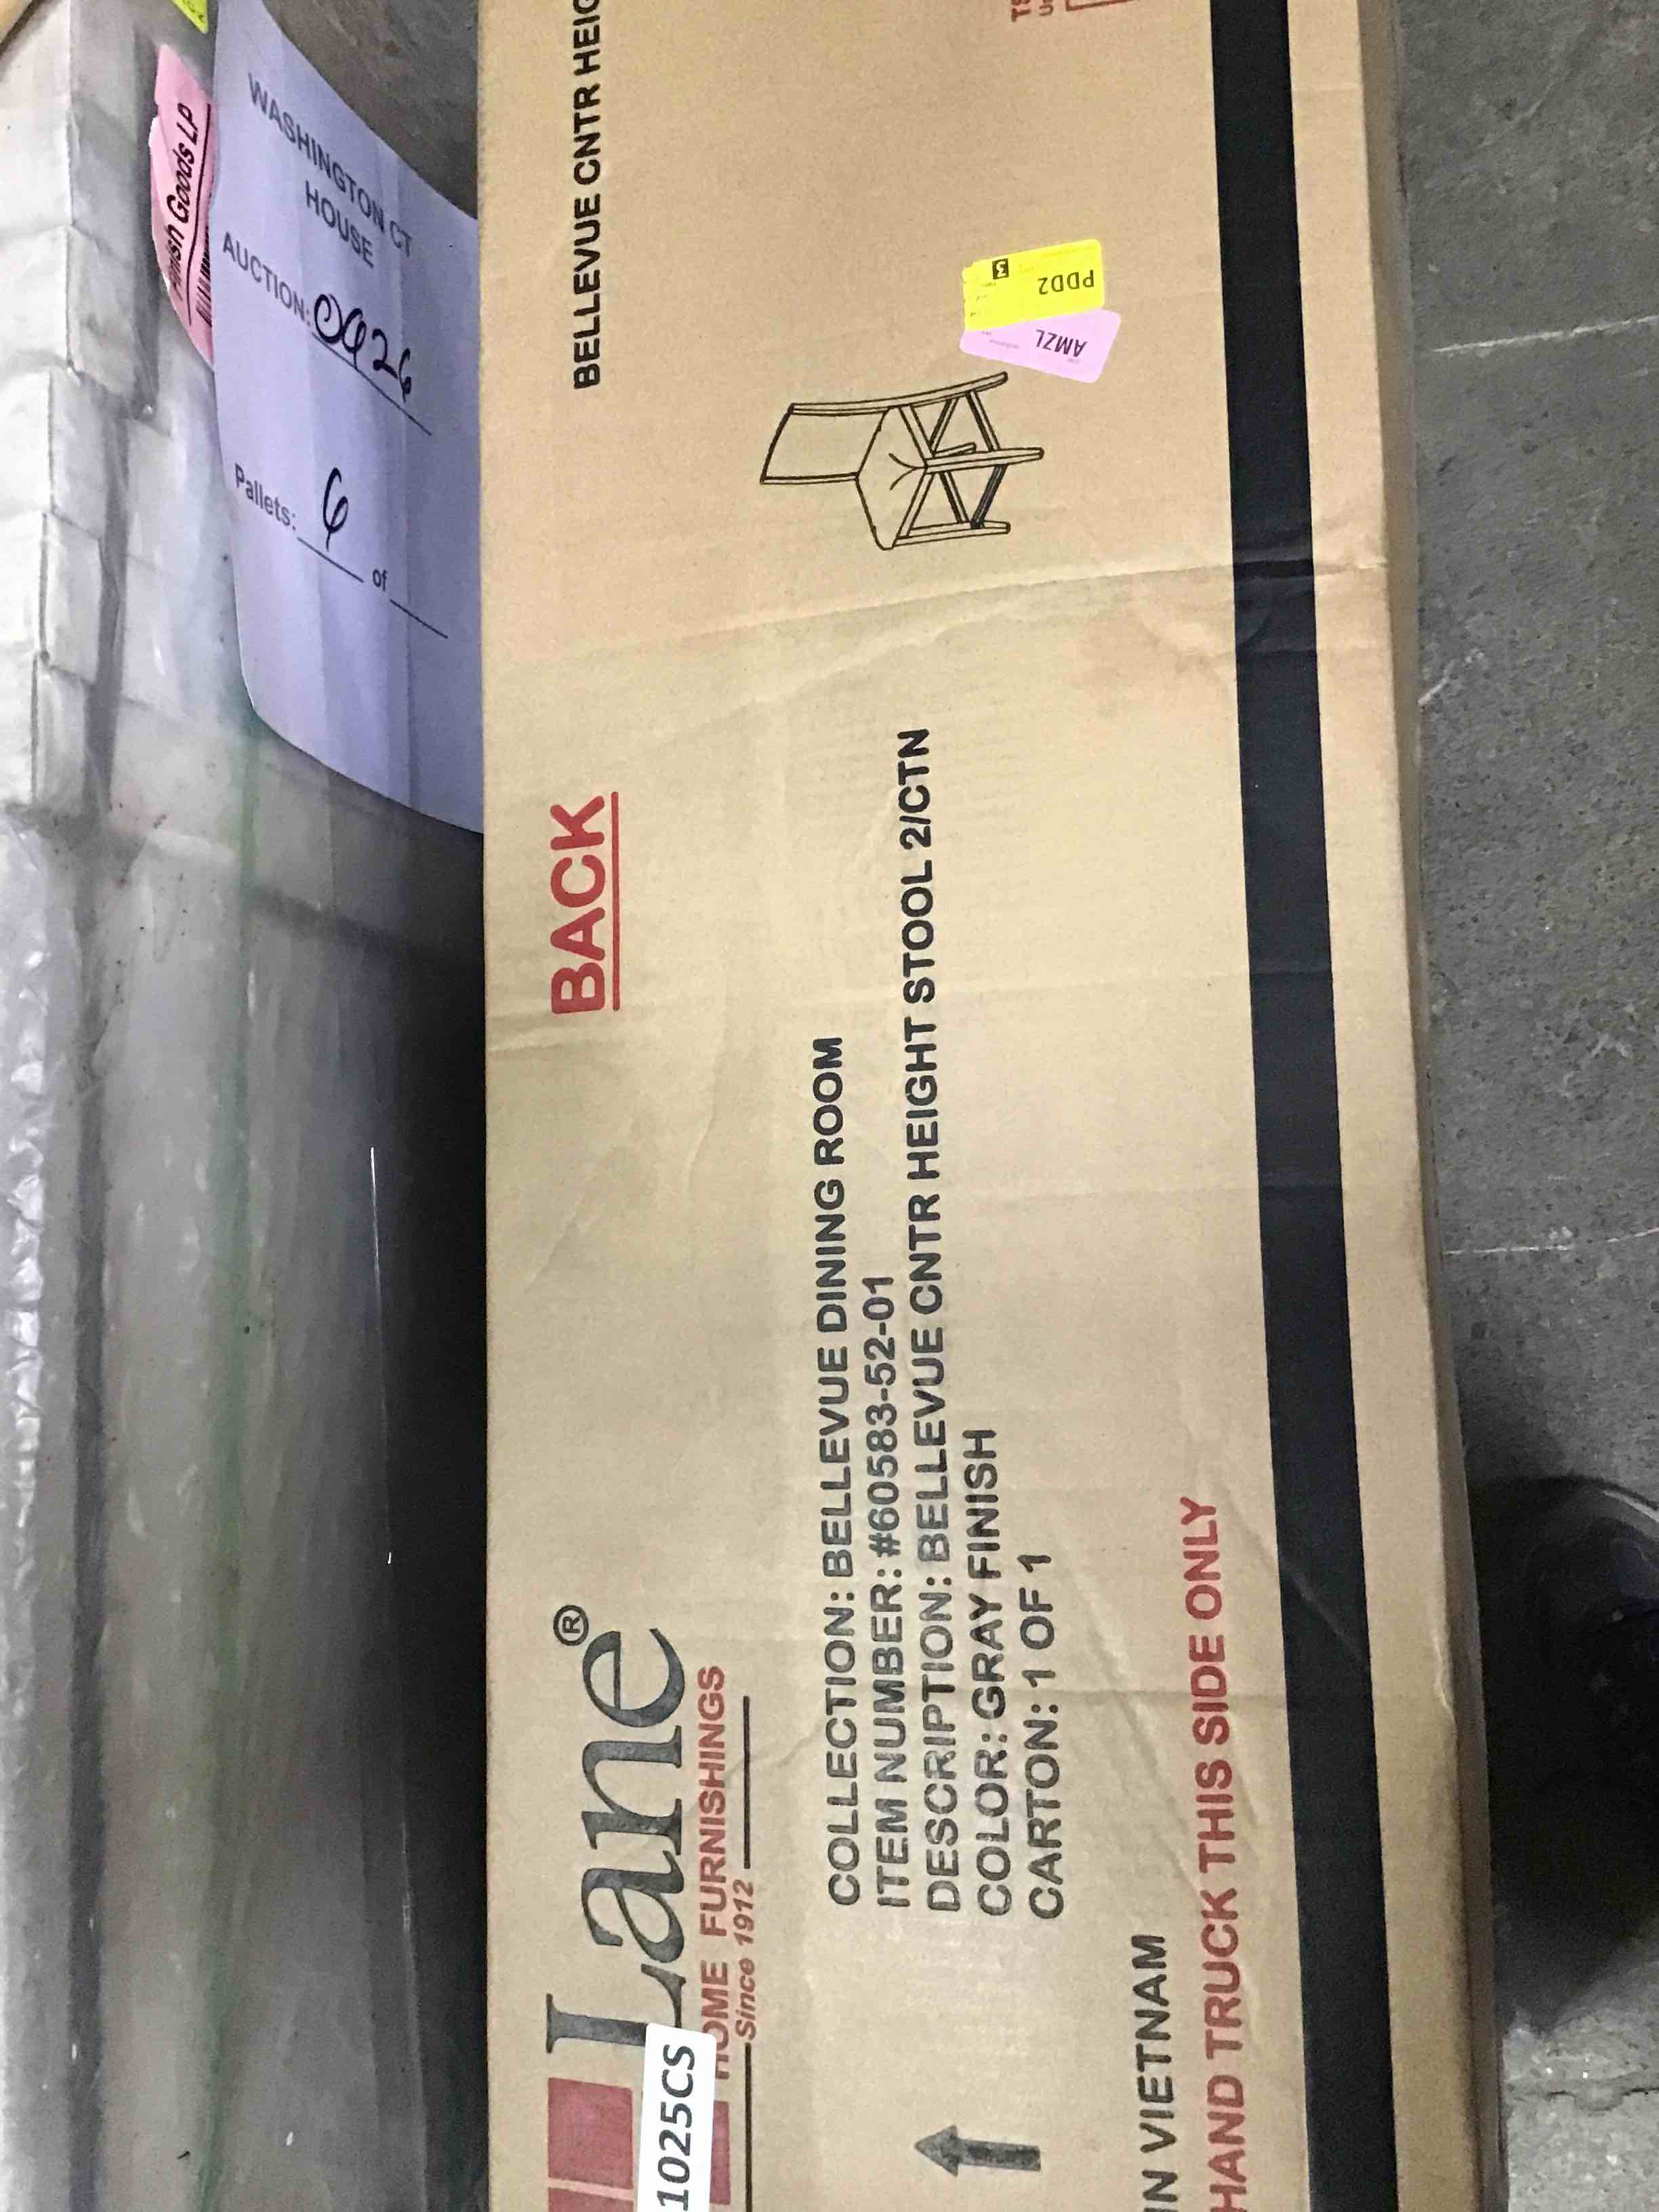 Lane®
HOME FURNISHINGS
Since 1912
1025CS
BACK
COLLECTION: BELLEVUE DINING ROOM
ITEM NUMBER: #60583-52-01
DESCRIPTION: BELLEVUE CNTR HEIGHT STOOL 2/CTN
COLOR: GRAY FINISH
CARTON: 1 OF 1
IN VIETNAM
HAND TRUCK THIS SIDE ONLY
BELLEVUE CNTR HEIG
AMZL
PDD2
Goods LP
WASHINGTON CT
HOUSE
AUCTION: 0926
Pallets: 6 of